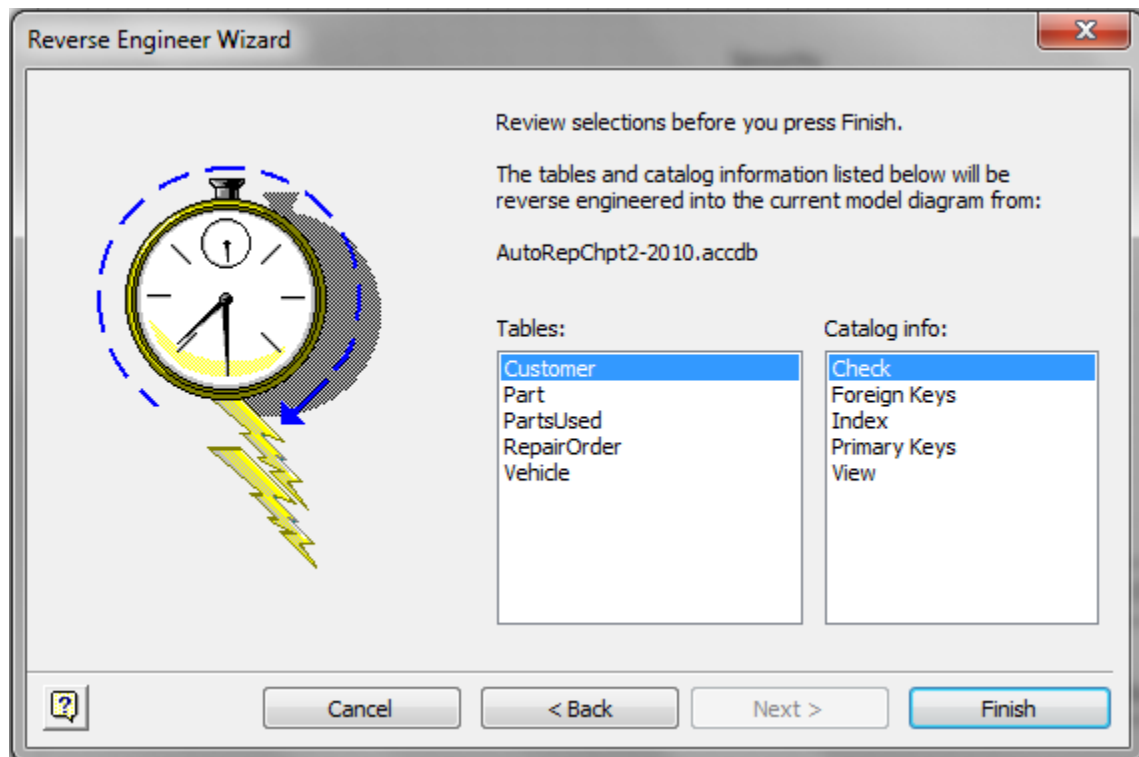 Reverse Engineer Wizard
Review selections before you press Finish.
The tables and catalog information listed below will be
reverse engineered into the current model diagram from:
AutoRepChpt2-2010.accdb
Tables:
Customer
Part
PartsUsed
RepairOrder
Vehicle
Catalog info:
Check
Foreign Keys
Index
Primary Keys
View
Cancel
< Back
Next >
Finish